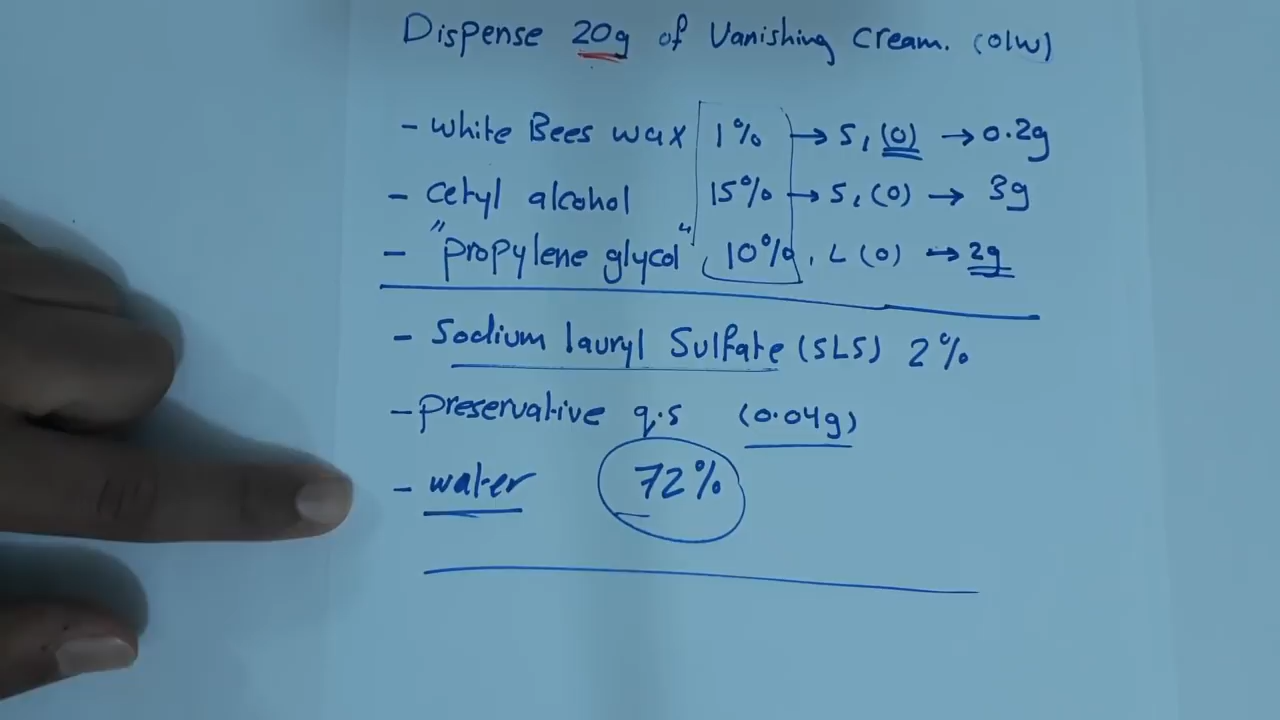 Dispense 20g of Vanishing cream. (O/W)
- White Bees wax 1% → S, (O) → 0.2g
- Cetyl alcohol 15% → S, (O) → 3g
- "propylene glycol" 10%, L (O) → 2g
- Sodium lauryl Sulfate (SLS) 2%
- preservative q.s (0.04g)
- water 72%